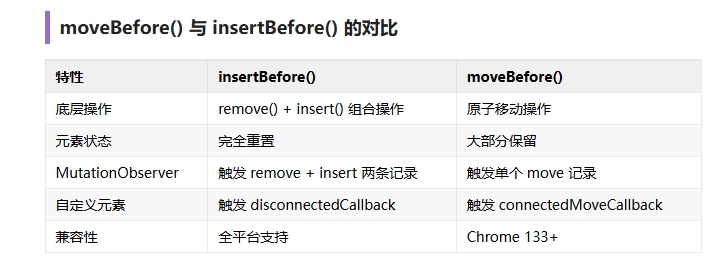 moveBefore() 与 insertBefore() 的对比
特性 insertBefore() moveBefore()
底层操作 remove() + insert() 组合操作 原子移动操作
元素状态 完全重置 大部分保留
MutationObserver 触发 remove + insert 两条记录 触发单个 move 记录
自定义元素 触发 disconnectedCallback 触发 connectedMoveCallback
兼容性 全平台支持 Chrome 133+